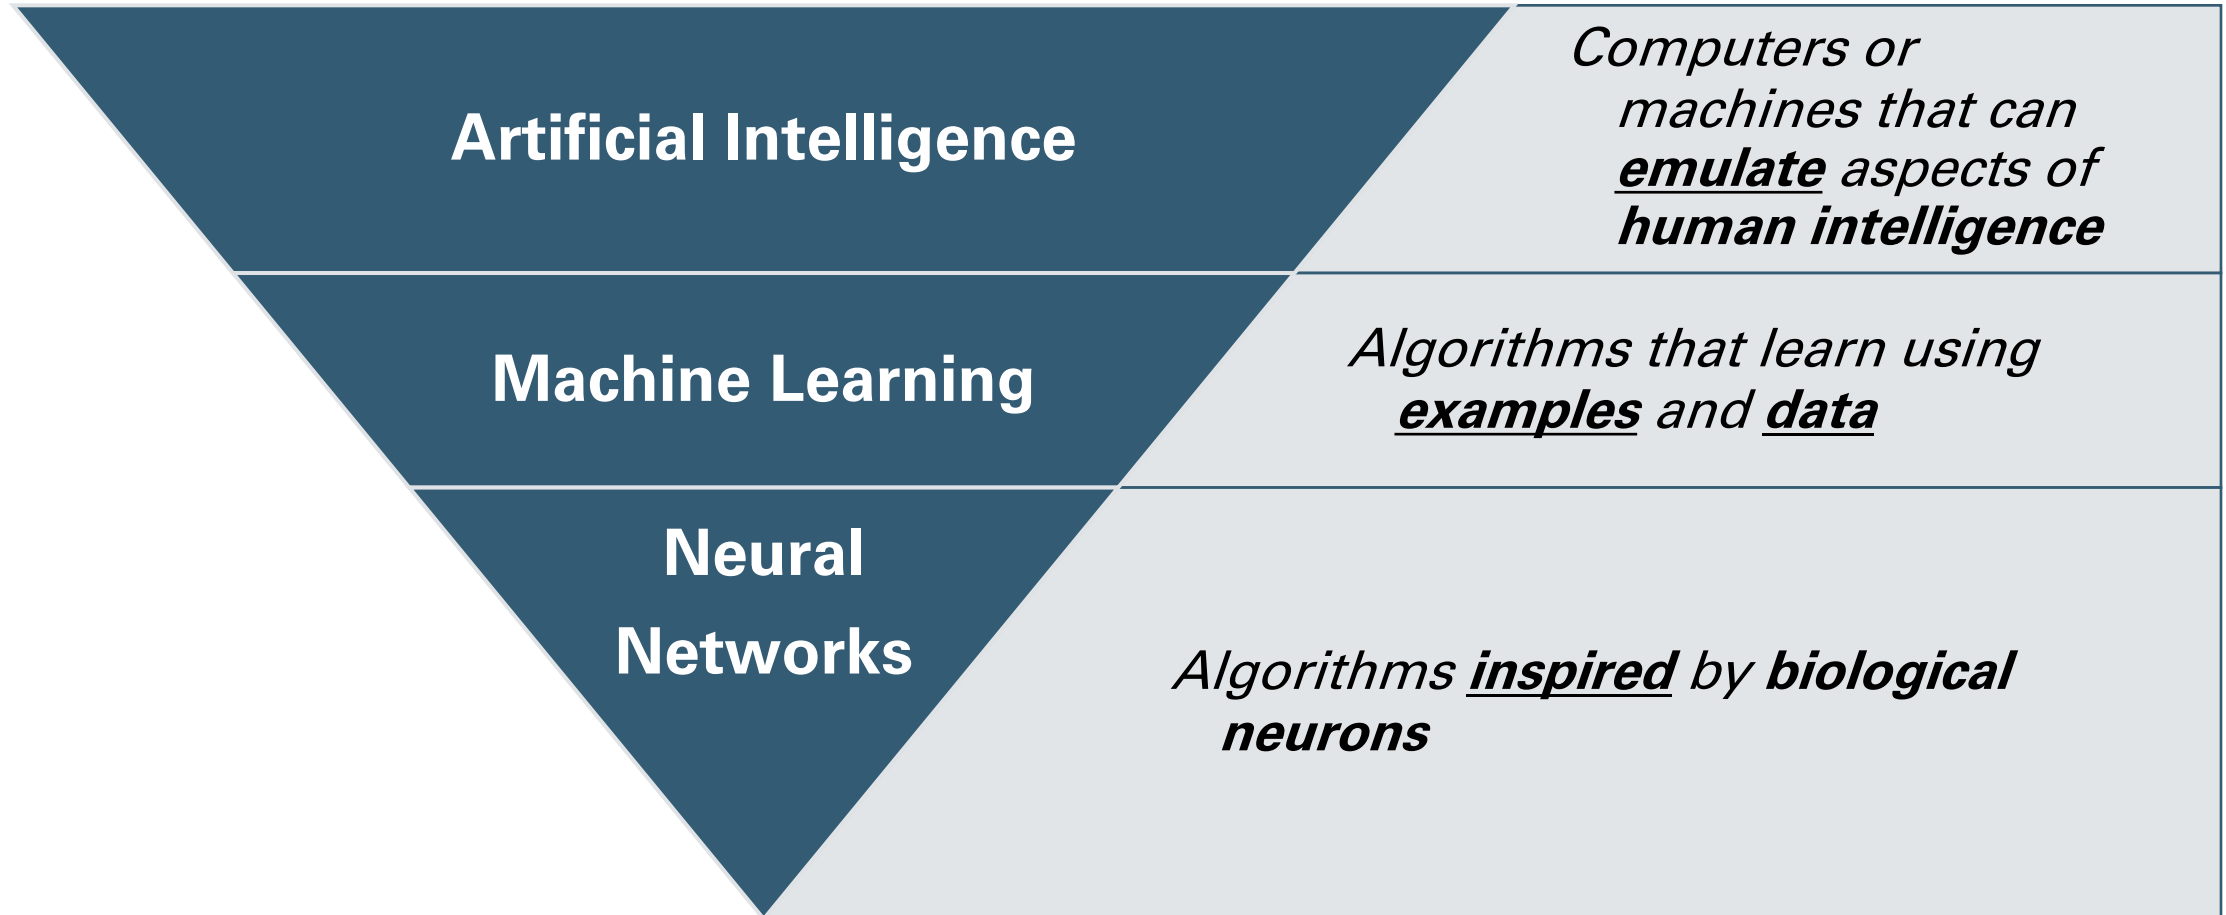 Artificial Intelligence
Computers or
machines that can
emulate aspects of
human intelligence
Machine Learning
Algorithms that learn using
examples and data
Neural
Networks
Algorithms inspired by biological
neurons